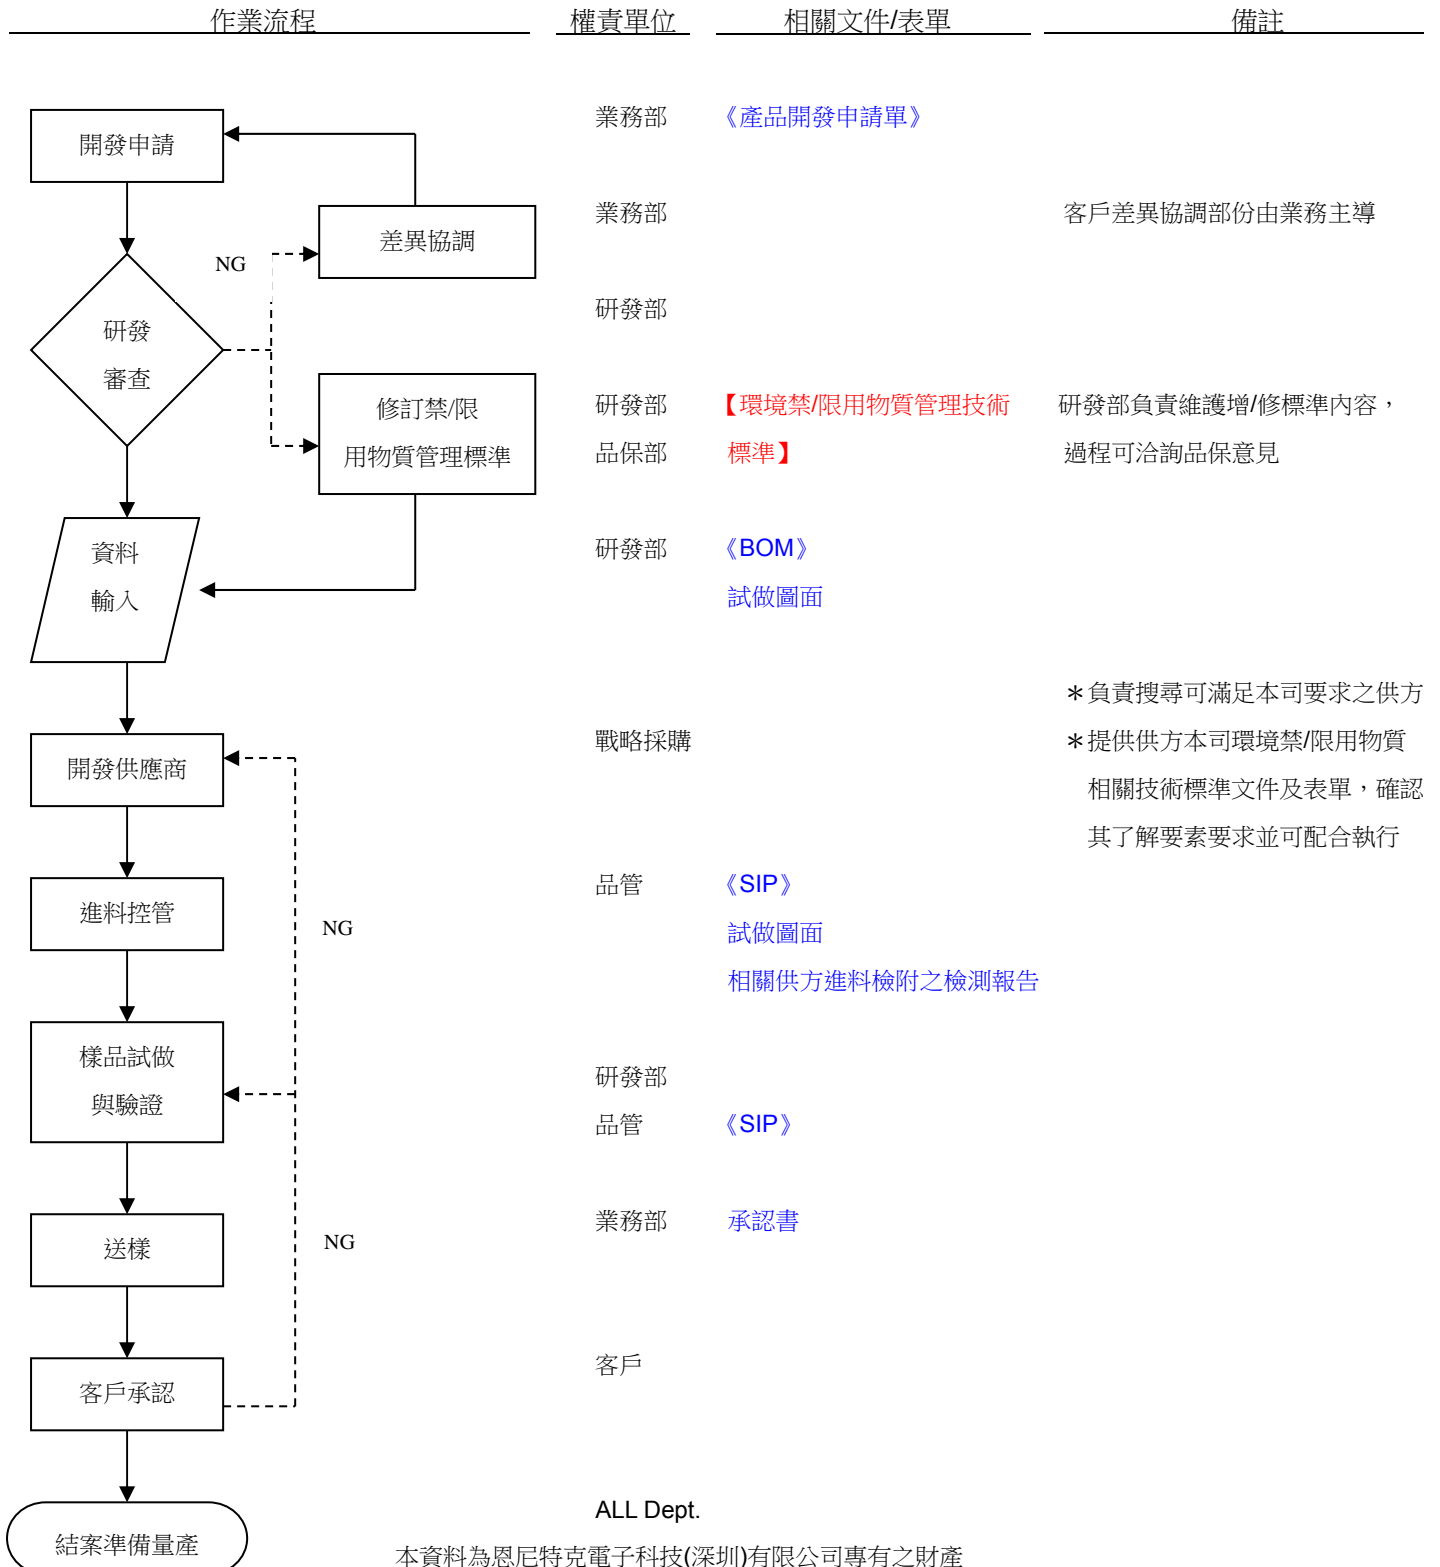 作業流程 權責單位 相關文件/表單 備註
業務部 《產品開發申請單》
開發申請
業務部 客戶差異協調部份由業務主導
差異協調
NG
研發部
研發
審查
修訂禁/限 研發部 【環境禁/限用物質管理技術 研發部負責維護增/修標準內容，
用物質管理標準 品保部 標準】 過程可洽詢品保意見
資料 研發部 《BOM》
輸入 試做圖面
＊負責搜尋可滿足本司要求之供方
戰略採購 ＊提供供方本司環境禁/限用物質
開發供應商
相關技術標準文件及表單，確認
其了解要素要求並可配合執行
品管 《SIP》
進料控管
NG 試做圖面
相關供方進料檢附之檢測報告
樣品試做
研發部
與驗證
品管 《SIP》
業務部 承認書
送樣 NG
客戶
客戶承認
ALL Dept.
結案準備量產
本資料為恩尼特克電子科技(深圳)有限公司專有之財產